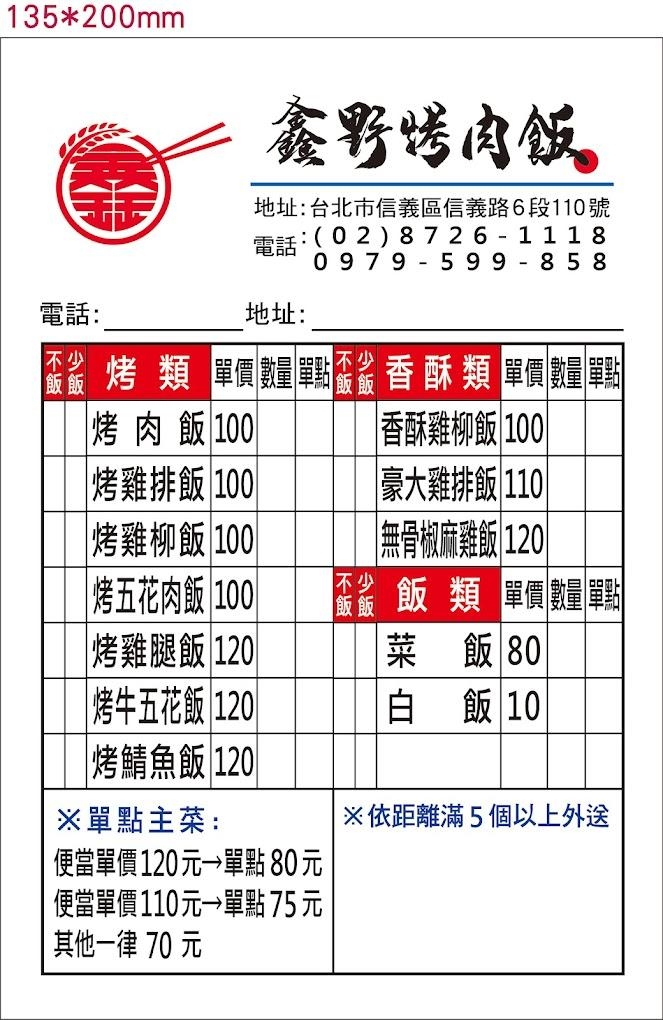 135*200mm
鑫
鑫野烤肉飯
地址:台北市信義區信義路6段110號
電話:(02)8726-1118
0979-599-858
電話: 地址:
不飯 少飯 烤類 單價 數量 單點 不飯 少飯 香酥類 單價 數量 單點
烤肉飯 100 香酥雞柳飯 100
烤雞排飯 100 豪大雞排飯 110
烤雞柳飯 100 無骨椒麻雞飯 120
烤五花肉飯 100 不飯 少飯 飯類 單價 數量 單點
烤雞腿飯 120 菜飯 80
烤牛五花飯 120 白飯 10
烤鯖魚飯 120
※單點主菜:
便當單價120元→單點80元
便當單價110元→單點75元
其他一律 70 元
※依距離滿5個以上外送